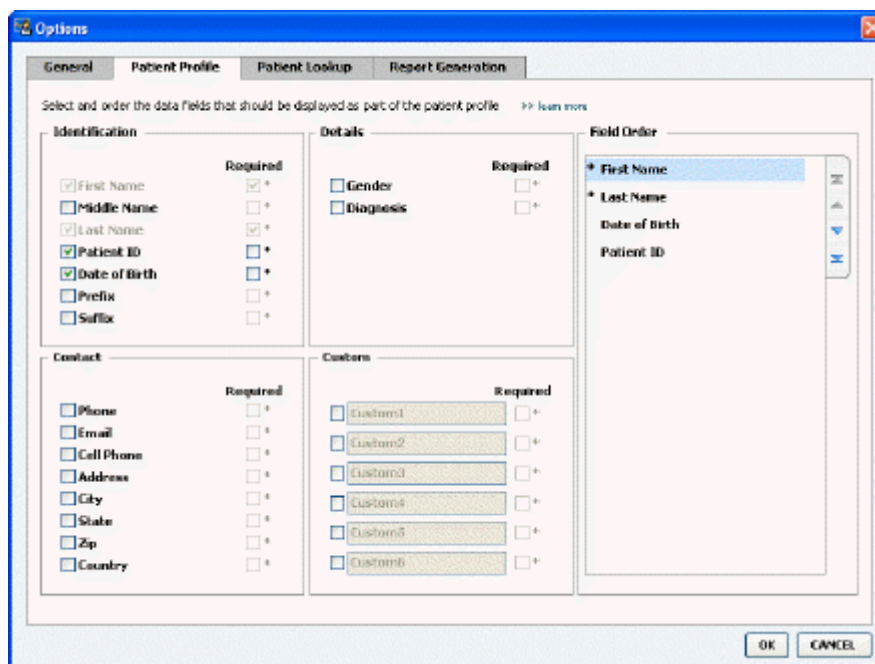 Options
General Patient Profile Patient Lookup Report Generation
Select and order the data fields that should be displayed as part of the patient profile >> learn more
Identification
Required
First Name *
Middle Name *
Last Name *
Patient ID *
Date of Birth *
Prefix *
Suffix *
Details
Required
Gender *
Diagnosis *
Field Order
* First Name
* Last Name
Date of Birth
Patient ID
Contact
Required
Phone *
Email *
Cell Phone *
Address *
City *
State *
Zip *
Country *
Custom
Required
Custom1 *
Custom2 *
Custom3 *
Custom4 *
Custom5 *
Custom6 *
OK CANCEL